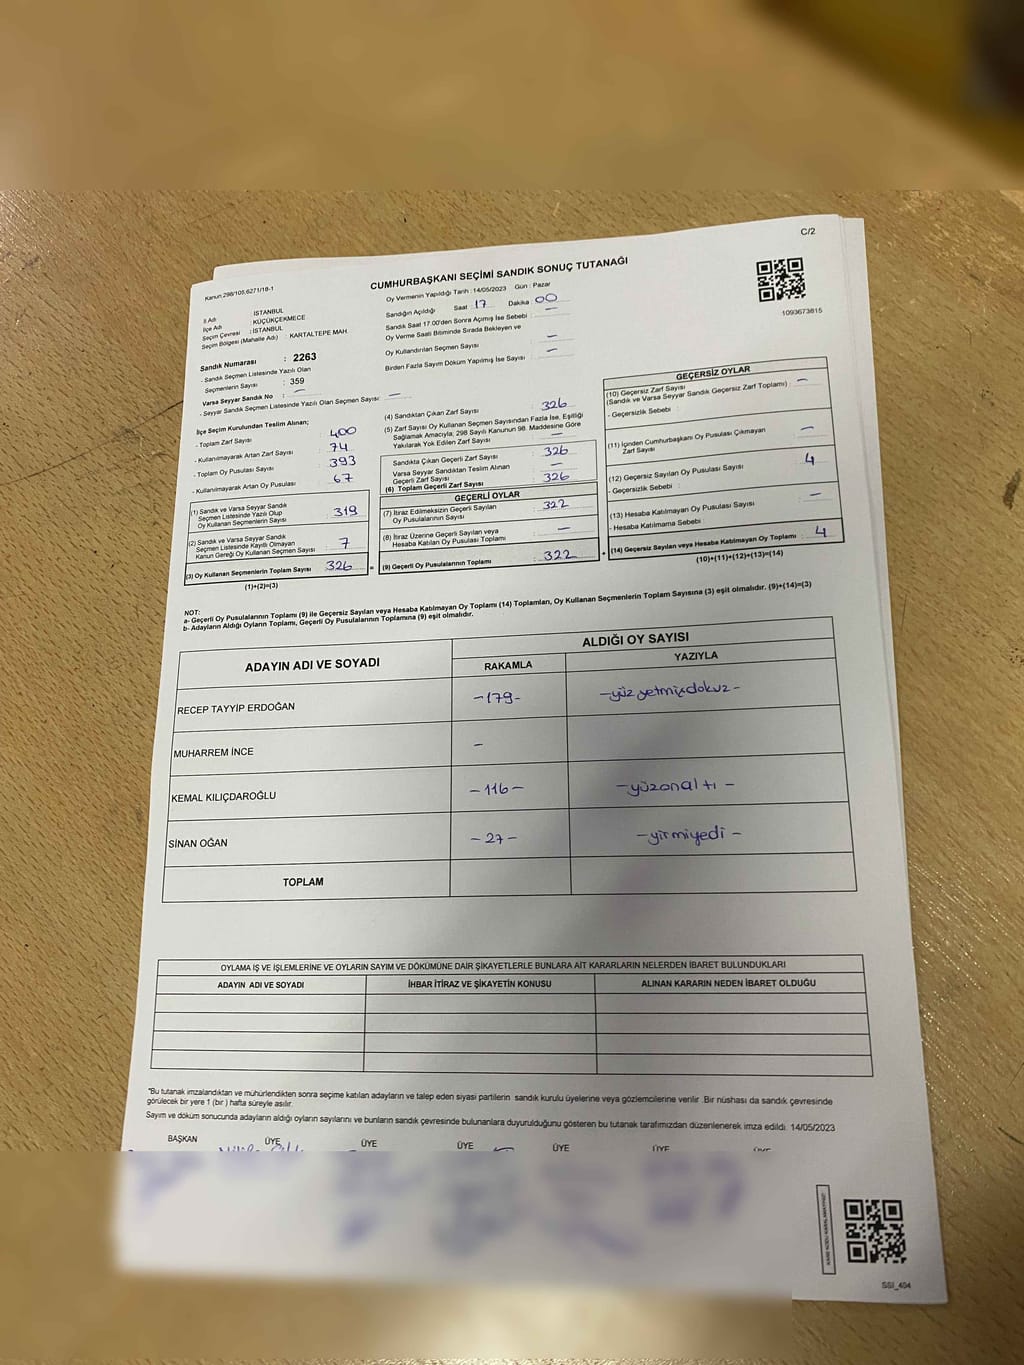 C/2
Kanun:298/105,6271/18-1
CUMHURBAŞKANI SEÇİMİ SANDIK SONUÇ TUTANAĞI
1093673815
İl Adı : İSTANBUL
İlçe Adı : KÜÇÜKÇEKMECE
Seçim Çevresi : İSTANBUL
Seçim Bölgesi (Mahalle Adı) : KARTALTEPE MAH.
Sandık Numarası : 2263
- Sandık Seçmen Listesinde Yazılı Olan
Seçmenlerin Sayısı : 359
Varsa Seyyar Sandık No : —
- Seyyar Sandık Seçmen Listesinde Yazılı Olan Seçmen Sayısı : —
Oy Vermenin Yapıldığı Tarih : 14/05/2023 Gün : Pazar
Sandığın Açıldığı Saat : 17 Dakika : 00
Sandık Saat 17.00'den Sonra Açımış İse Sebebi : —
Oy Verme Saati Bitiminde Sırada Bekleyen ve
Oy Kullandırılan Seçmen Sayısı : —
Birden Fazla Sayım Döküm Yapılmış İse Sayısı : —
İlçe Seçim Kurulundan Teslim Alınan;
- Toplam Zarf Sayısı : 400
- Kullanılmayarak Artan Zarf Sayısı : 74
- Toplam Oy Pusulası Sayısı : 393
- Kullanılmayarak Artan Oy Pusulası : 67
(1) Sandık ve Varsa Seyyar Sandık
Seçmen Listesinde Yazılı Olup
Oy Kullanan Seçmenlerin Sayısı : 319
(2) Sandık ve Varsa Seyyar Sandık
Seçmen Listesinde Kayıtlı Olmayan
Kanun Gereği Oy Kullanan Seçmen Sayısı : 7
(3) Oy Kullanan Seçmenlerin Toplam Sayısı : 326
(1)+(2)=(3)
=
(4) Sandıktan Çıkan Zarf Sayısı : 326
(5) Zarf Sayısı Oy Kullanan Seçmen Sayısından Fazla İse, Eşitliği
Sağlamak Amacıyla, 298 Sayılı Kanunun 98. Maddesine Göre
Yakılarak Yok Edilen Zarf Sayısı : —
Sandıkta Çıkan Geçerli Zarf Sayısı : 326
Varsa Seyyar Sandıktan Teslim Alınan
Geçerli Zarf Sayısı : —
(6) Toplam Geçerli Zarf Sayısı : 326
GEÇERLİ OYLAR
(7) İtiraz Edilmeksizin Geçerli Sayılan
Oy Pusulalarının Sayısı : 322
(8) İtiraz Üzerine Geçerli Sayılan veya
Hesaba Katılan Oy Pusulası Toplamı : —
(9) Geçerli Oy Pusulalarının Toplamı : 322
+
GEÇERSİZ OYLAR
(10) Geçersiz Zarf Sayısı
(Sandık ve Varsa Seyyar Sandık Geçersiz Zarf Toplamı) : —
- Geçersizlik Sebebi :
(11) İçinden Cumhurbaşkanı Oy Pusulası Çıkmayan
Zarf Sayısı : —
(12) Geçersiz Sayılan Oy Pusulası Sayısı : 4
- Geçersizlik Sebebi :
(13) Hesaba Katılmayan Oy Pusulası Sayısı : —
- Hesaba Katılmama Sebebi :
(14) Geçersiz Sayılan veya Hesaba Katılmayan Oy Toplamı : 4
(10)+(11)+(12)+(13)=(14)
NOT:
a- Geçerli Oy Pusulalarının Toplamı (9) ile Geçersiz Sayılan veya Hesaba Katılmayan Oy Toplamı (14) Toplamları, Oy Kullanan Seçmenlerin Toplam Sayısına (3) eşit olmalıdır. (9)+(14)=(3)
b- Adayların Aldığı Oyların Toplamı, Geçerli Oy Pusulalarının Toplamına (9) eşit olmalıdır.
ADAYIN ADI VE SOYADI
ALDIĞI OY SAYISI
RAKAMLA YAZIYLA
RECEP TAYYİP ERDOĞAN -179- -yüzyetmişdokuz-
MUHARREM İNCE -
KEMAL KILIÇDAROĞLU -116- -yüzonaltı-
SİNAN OĞAN -27- -yirmiyedi-
TOPLAM
OYLAMA İŞ VE İŞLEMLERİNE VE OYLARIN SAYIM VE DÖKÜMÜNE DAİR ŞİKAYETLERLE BUNLARA AİT KARARLARIN NELERDEN İBARET BULUNDUKLARI
ADAYIN ADI VE SOYADI İHBAR İTİRAZ VE ŞİKAYETİN KONUSU ALINAN KARARIN NEDEN İBARET OLDUĞU
"Bu tutanak imzalandıktan ve mühürlendikten sonra seçime katılan adayların ve talep eden siyasi partilerin sandık kurulu üyelerine veya gözlemcilerine verilir. Bir nüshası da sandık çevresinde
görülecek bir yere 1 (bir) hafta süreyle asılır.
Sayım ve döküm sonucunda adayların aldığı oyların sayılarını ve bunların sandık çevresinde bulunanlara duyurulduğunu gösteren bu tutanak tarafımızdan düzenlenerek imza edildi. 14/05/2023
BAŞKAN ÜYE ÜYE ÜYE ÜYE ÜYE ÜYE
SSI_404